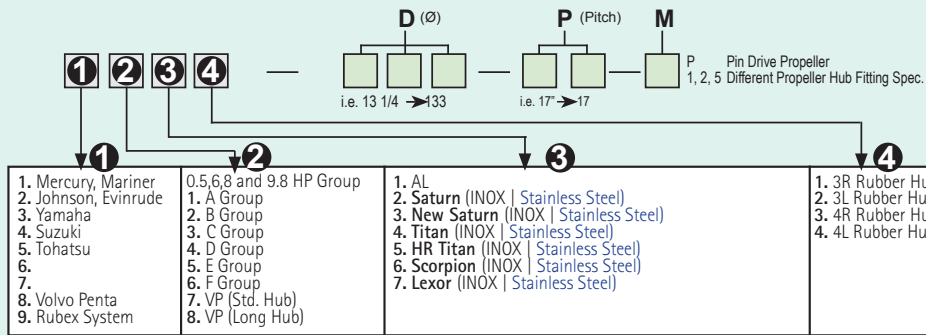 D (Ø) P (Pitch) M
1 2 3 4
P Pin Drive Propeller
1, 2, 5 Different Propeller Hub Fitting Spec.
i.e. 13 1/4 133 i.e. 17" 17
1
1. Mercury, Mariner
2. Johnson, Evinrude
3. Yamaha
4. Suzuki
5. Tohatsu
6.
7.
8. Volvo Penta
9. Rubex System
2
0.5,6,8 and 9.8 HP Group
1. A Group
2. B Group
3. C Group
4. D Group
5. E Group
6. F Group
7. VP (Std. Hub)
8. VP (Long Hub)
3
1. AL
2. Saturn (INOX | Stainless Steel)
3. New Saturn (INOX | Stainless Steel)
4. Titan (INOX | Stainless Steel)
5. HR Titan (INOX | Stainless Steel)
6. Scorpion (INOX | Stainless Steel)
7. Lexor (INOX | Stainless Steel)
4
1. 3R Rubber Hu
2. 3L Rubber Hu
3. 4R Rubber Hu
4. 4L Rubber Hu